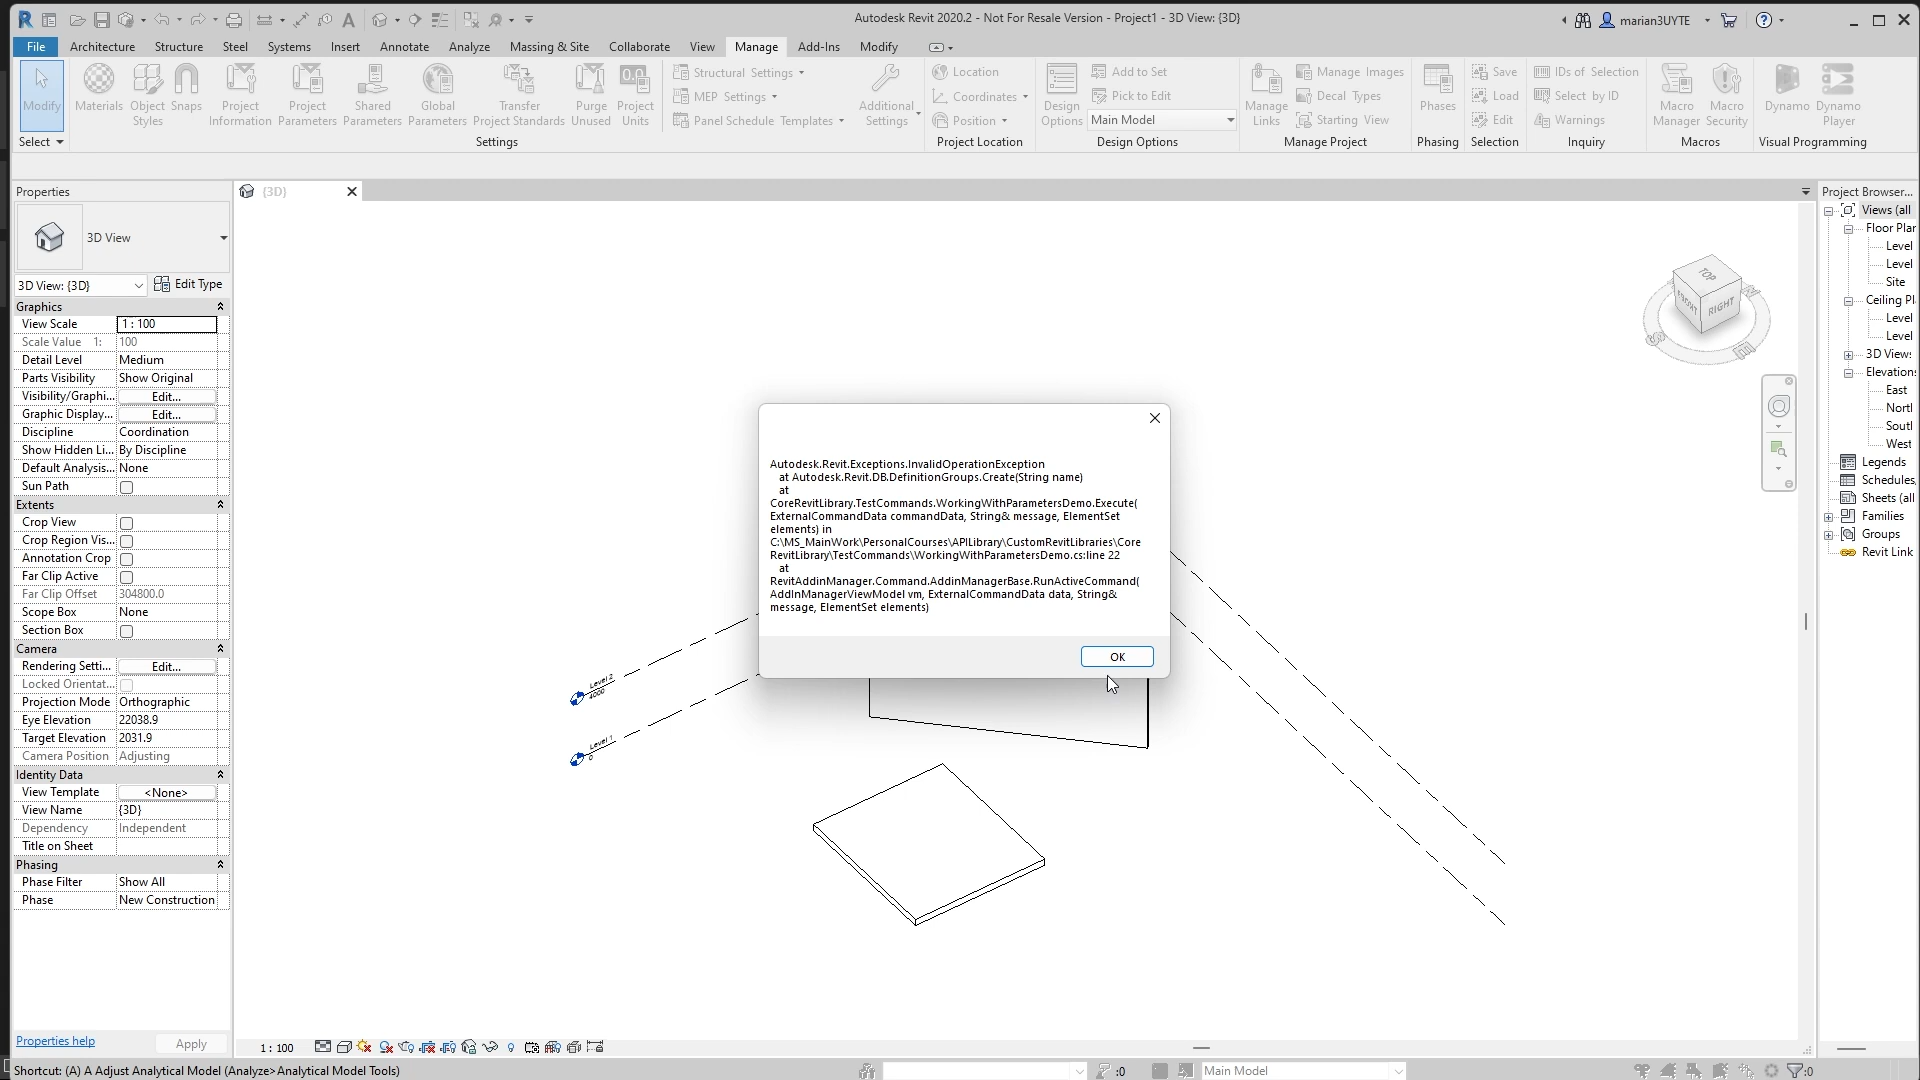 Autodesk Revit 2020.2 - Not For Resale Version - Project1 - 3D View: {3D}
marian3UYTE
File
Architecture
Structure
Steel
Systems
Insert
Annotate
Analyze
Massing & Site
Collaborate
View
Manage
Add-Ins
Modify
Modify
Materials
Object
Styles
Snaps
Project
Information
Project
Parameters
Shared
Parameters
Global
Parameters
Transfer
Project Standards
Purge
Unused
Project
Units
Structural Settings
MEP Settings
Panel Schedule Templates
Additional
Settings
Location
Coordinates
Position
Design
Options
Add to Set
Pick to Edit
Main Model
Manage
Links
Manage Images
Decal Types
Starting View
Phases
Save
Load
Edit
IDs of Selection
Select by ID
Warnings
Macro
Manager
Macro
Security
Dynamo
Dynamo
Player
Select
Settings
Project Location
Design Options
Manage Project
Phasing
Selection
Inquiry
Macros
Visual Programming
Properties
3D View
3D View: {3D}
Edit Type
Graphics
View Scale 1 : 100
Scale Value 1: 100
Detail Level Medium
Parts Visibility Show Original
Visibility/Graphi... Edit...
Graphic Display... Edit...
Discipline Coordination
Show Hidden Li... By Discipline
Default Analysis... None
Sun Path
Extents
Crop View
Crop Region Vis...
Annotation Crop
Far Clip Active
Far Clip Offset 304800.0
Scope Box None
Section Box
Camera
Rendering Setti... Edit...
Locked Orientat...
Projection Mode Orthographic
Eye Elevation 22038.9
Target Elevation 2031.9
Camera Position Adjusting
Identity Data
View Template <None>
View Name {3D}
Dependency Independent
Title on Sheet
Phasing
Phase Filter Show All
Phase New Construction
Properties help
Apply
{3D}
TOP
FRONT
RIGHT
S
E
N
Level 2
4000
Level 1
0
Autodesk.Revit.Exceptions.InvalidOperationException
at Autodesk.Revit.DB.DefinitionGroups.Create(String name)
at
CoreRevitLibrary.TestCommands.WorkingWithParametersDemo.Execute(
ExternalCommandData commandData, String& message, ElementSet
elements) in
C:\MS_MainWork\PersonalCourses\APILibrary\CustomRevitLibraries\Core
RevitLibrary\TestCommands\WorkingWithParametersDemo.cs:line 22
at
RevitAddinManager.Command.AddinManagerBase.RunActiveCommand(
AddInManagerViewModel vm, ExternalCommandData data, String&
message, ElementSet elements)
OK
Project Browser...
Views (all
Floor Plan
Level
Level
Site
Ceiling Pl
Level
Level
3D Views
Elevations
East
North
South
West
Legends
Schedules,
Sheets (all
Families
Groups
Revit Link
1 : 100
Shortcut: (A) A Adjust Analytical Model (Analyze>Analytical Model Tools)
:0
Main Model
:0